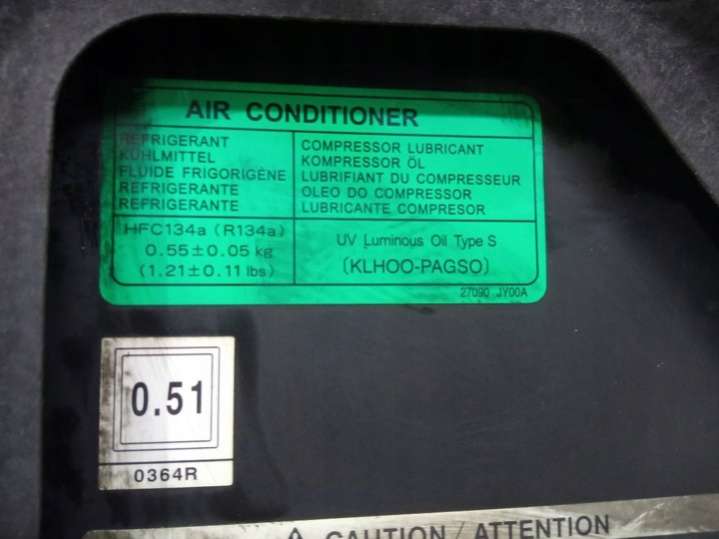 AIR CONDITIONER
REFRIGERANT
KÜHLMITTEL
FLUIDE FRIGORIGÈNE
REFRIGERANTE
REFRIGERANTE
COMPRESSOR LUBRICANT
KOMPRESSOR ÖL
LUBRIFIANT DU COMPRESSEUR
OLEO DO COMPRESSOR
LUBRICANTE COMPRESOR
HFC134a (R134a)
0.55±0.05 kg
(1.21±0.11 lbs)
UV Luminous Oil Type S
(KLHOO-PAGSO)
27090 JY00A
0.51
0364R
⚠ CAUTION / ATTENTION